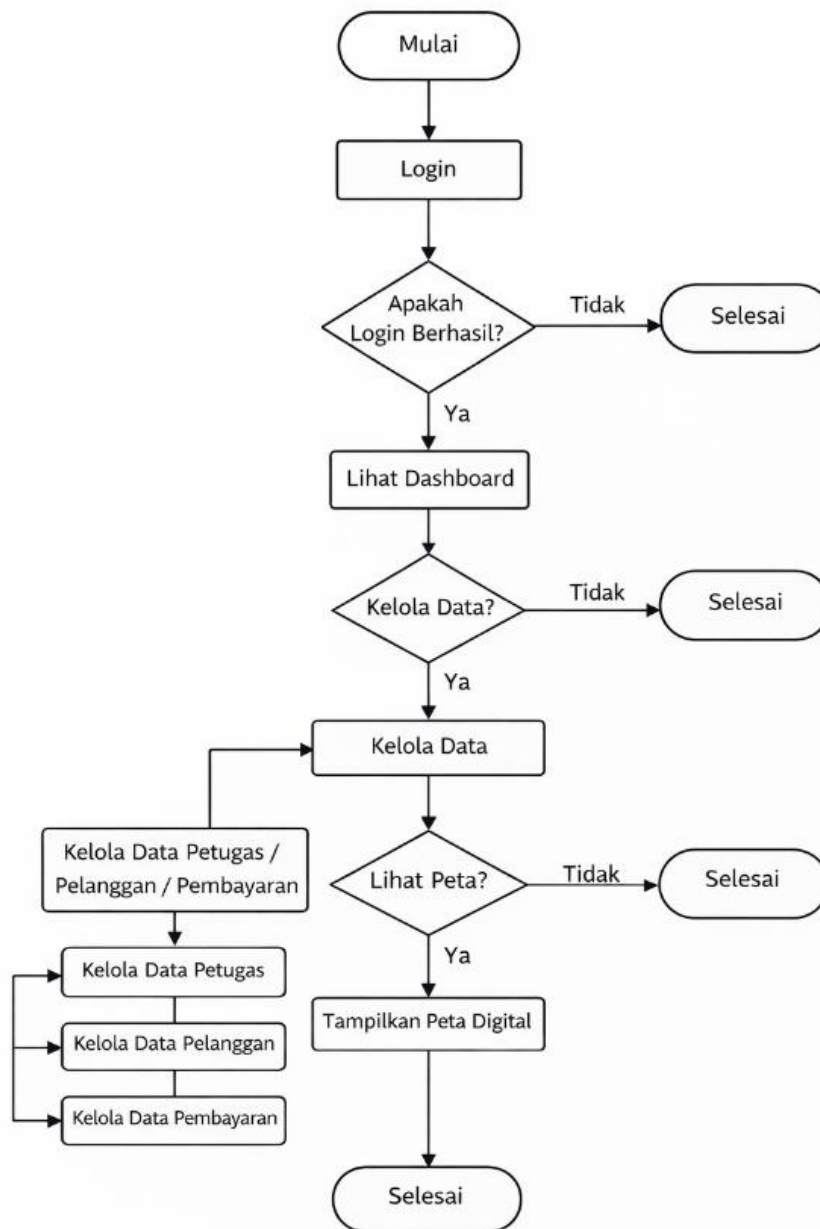 Mulai
Login
Apakah
Login Berhasil?
Tidak
Selesai
Ya
Lihat Dashboard
Kelola Data?
Tidak
Selesai
Ya
Kelola Data
Kelola Data Petugas /
Pelanggan / Pembayaran
Lihat Peta?
Tidak
Selesai
Ya
Kelola Data Petugas
Kelola Data Pelanggan
Kelola Data Pembayaran
Tampilkan Peta Digital
Selesai